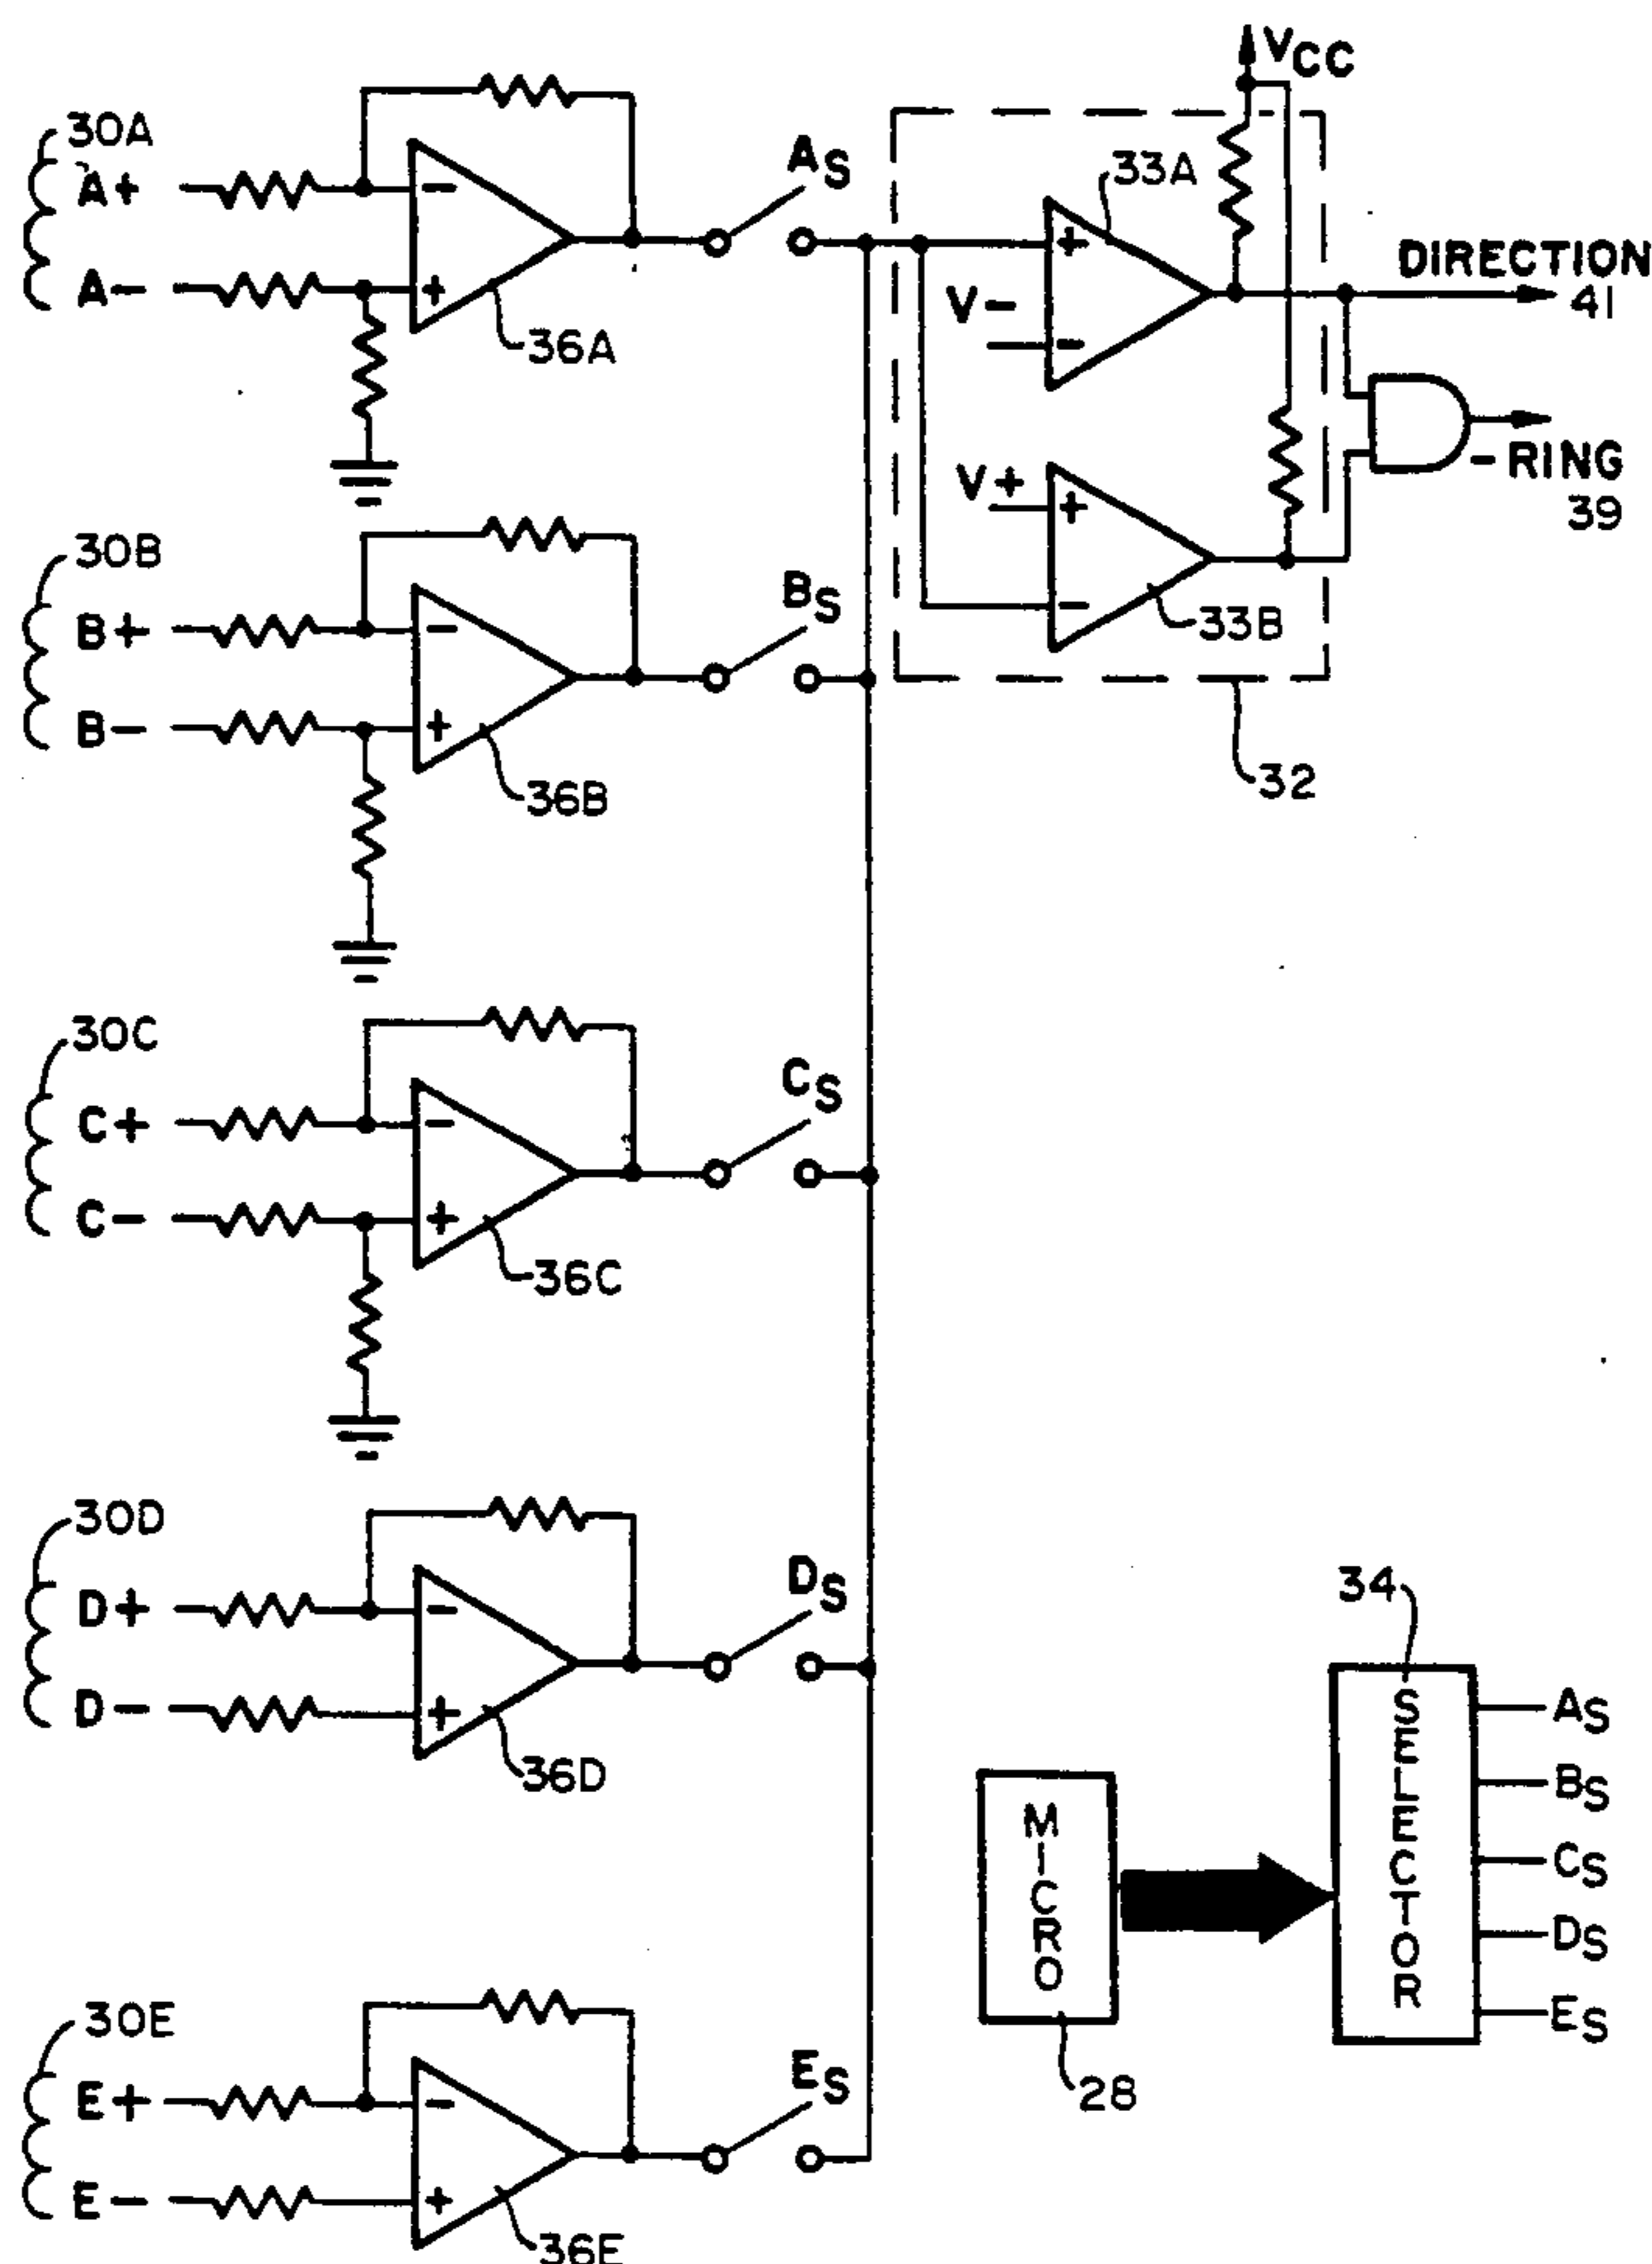 30A
A+
A-
-
+
36A
AS
30B
B+
B-
-
+
36B
BS
30C
C+
C-
-
+
36C
CS
30D
D+
D-
-
+
36D
DS
30E
E+
E-
-
+
36E
ES
VCC
33A
+
V-
-
V+
+
-
33B
32
DIRECTION
41
-RING
39
MICRO
28
34
SELECTOR
AS
BS
CS
DS
ES